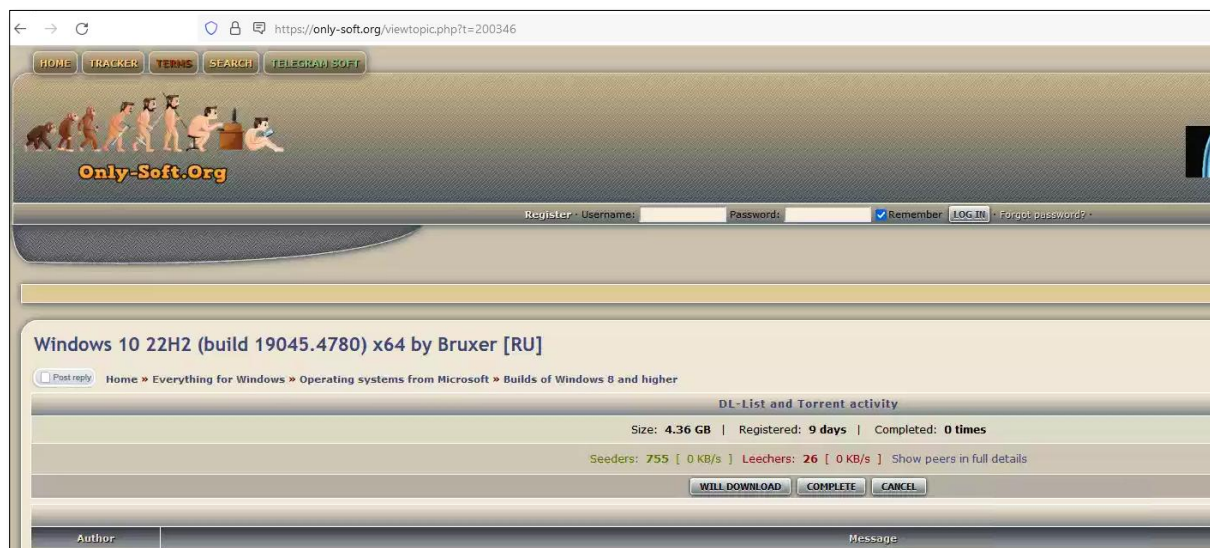 https://only-soft.org/viewtopic.php?t=200346
HOME TRACKER TERMS SEARCH TELEGRAM SOFT
Only-Soft.Org
Register · Username: Password: Remember LOG IN · Forgot password? ·
Windows 10 22H2 (build 19045.4780) x64 by Bruxer [RU]
Post reply Home » Everything for Windows » Operating systems from Microsoft » Builds of Windows 8 and higher
DL-List and Torrent activity
Size: 4.36 GB | Registered: 9 days | Completed: 0 times
Seeders: 755 [ 0 KB/s ] Leechers: 26 [ 0 KB/s ] Show peers in full details
WILL DOWNLOAD COMPLETE CANCEL
Author Message